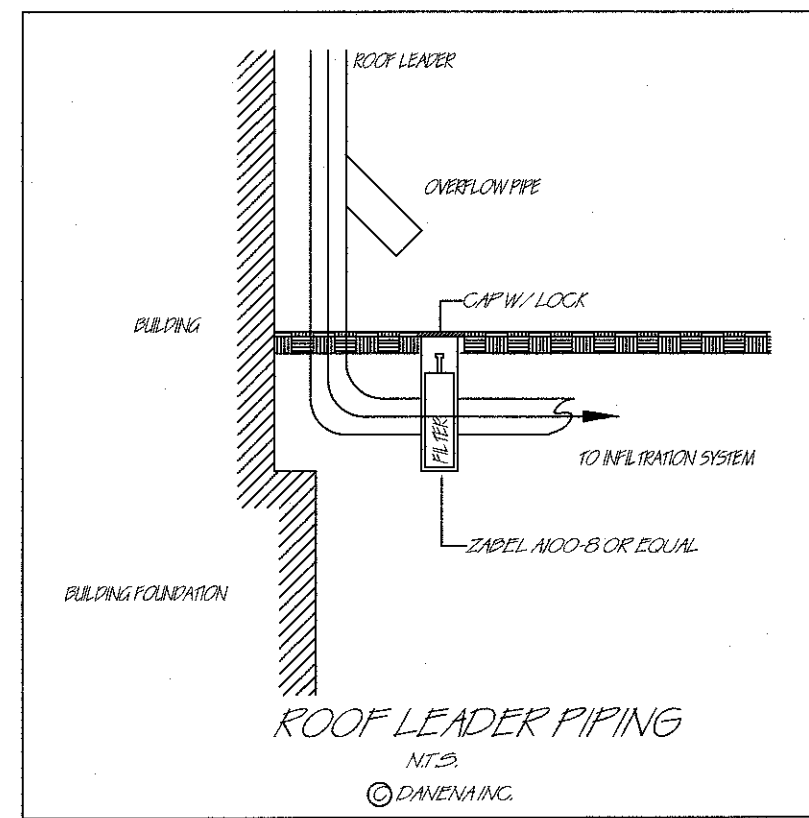 ROOF LEADER
OVERFLOW PIPE
CAP W/ LOCK
BUILDING
FILTER
TO INFILTRATION SYSTEM
ZABEL A100-8 OR EQUAL
BUILDING FOUNDATION
ROOF LEADER PIPING
N.T.S.
© DANENA INC.